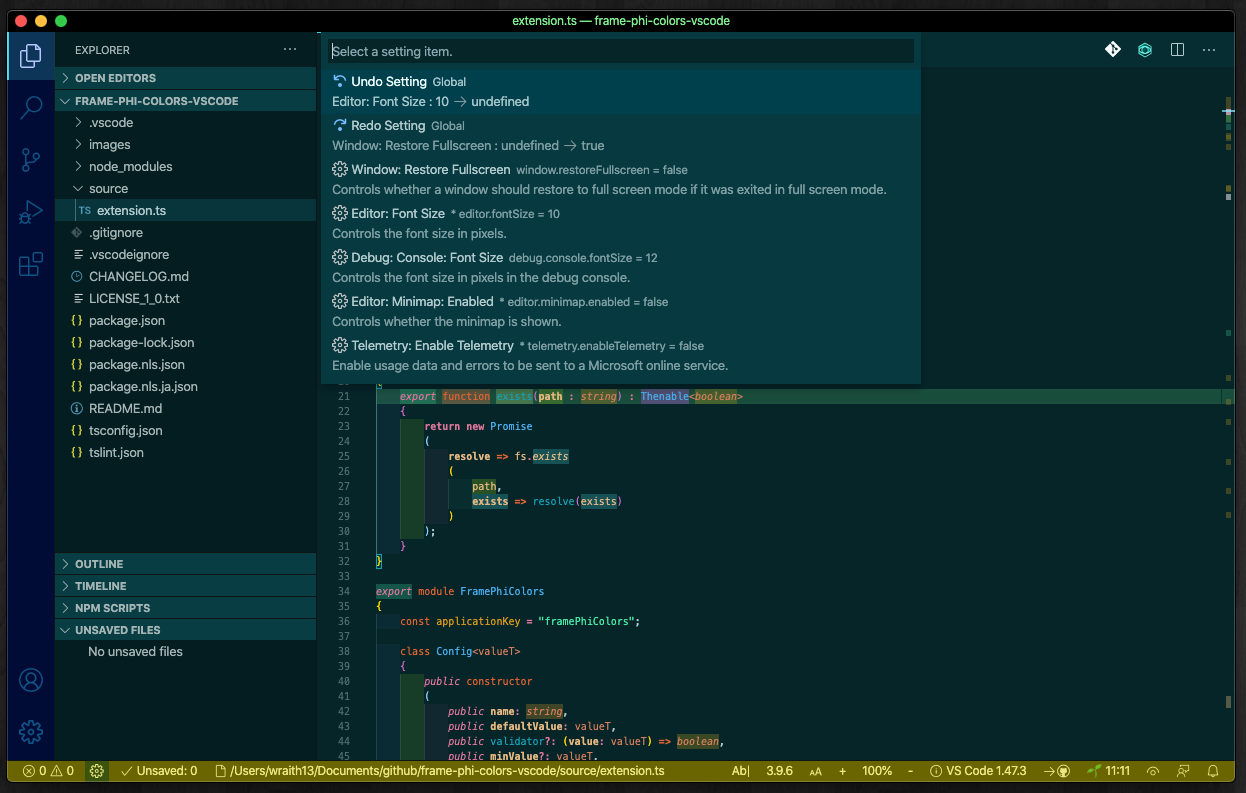 extension.ts — frame-phi-colors-vscode
EXPLORER
OPEN EDITORS
FRAME-PHI-COLORS-VSCODE
.vscode
images
node_modules
source
TS extension.ts
.gitignore
.vscodeignore
CHANGELOG.md
LICENSE_1_0.txt
{} package.json
{} package-lock.json
{} package.nls.json
{} package.nls.ja.json
README.md
{} tsconfig.json
{} tslint.json
OUTLINE
TIMELINE
NPM SCRIPTS
UNSAVED FILES
No unsaved files
Select a setting item.
Undo Setting Global
Editor: Font Size : 10 → undefined
Redo Setting Global
Window: Restore Fullscreen : undefined → true
Window: Restore Fullscreen window.restoreFullscreen = false
Controls whether a window should restore to full screen mode if it was exited in full screen mode.
Editor: Font Size * editor.fontSize = 10
Controls the font size in pixels.
Debug: Console: Font Size debug.console.fontSize = 12
Controls the font size in pixels in the debug console.
Editor: Minimap: Enabled * editor.minimap.enabled = false
Controls whether the minimap is shown.
Telemetry: Enable Telemetry * telemetry.enableTelemetry = false
Enable usage data and errors to be sent to a Microsoft online service.
21 export function exists(path : string) : Thenable<boolean>
22 {
23 return new Promise
24 (
25 resolve => fs.exists
26 (
27 path,
28 exists => resolve(exists)
29 )
30 );
31 }
32 }
33
34 export module FramePhiColors
35 {
36 const applicationKey = "framePhiColors";
37
38 class Config<valueT>
39 {
40 public constructor
41 (
42 public name: string,
43 public defaultValue: valueT,
44 public validator?: (value: valueT) => boolean,
45 public minValue?: valueT,
0 0 Unsaved: 0 /Users/wraith13/Documents/github/frame-phi-colors-vscode/source/extension.ts Ab| 3.9.6 AA + 100% - VS Code 1.47.3 11:11